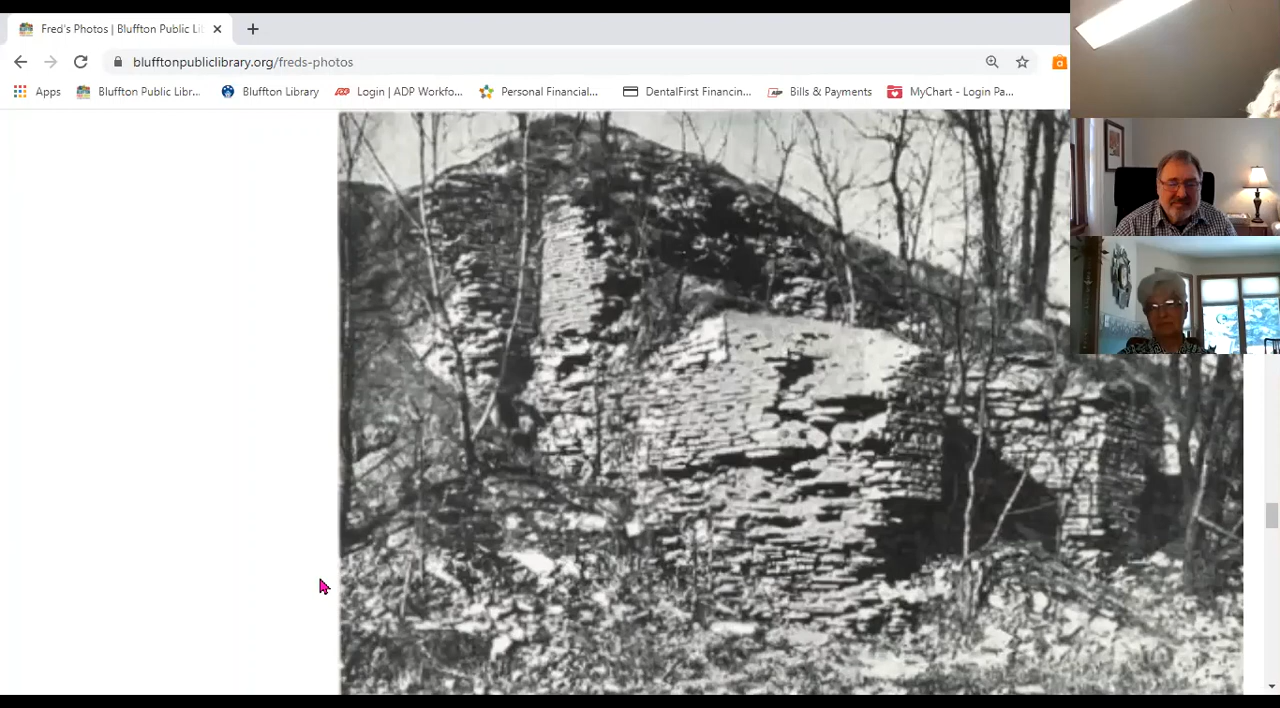 Fred's Photos | Bluffton Public Li
blufftonpubliclibrary.org/freds-photos
Apps Bluffton Public Libr... Bluffton Library Login | ADP Workfo... Personal Financial... DentalFirst Financin... Bills & Payments MyChart - Login Pa...